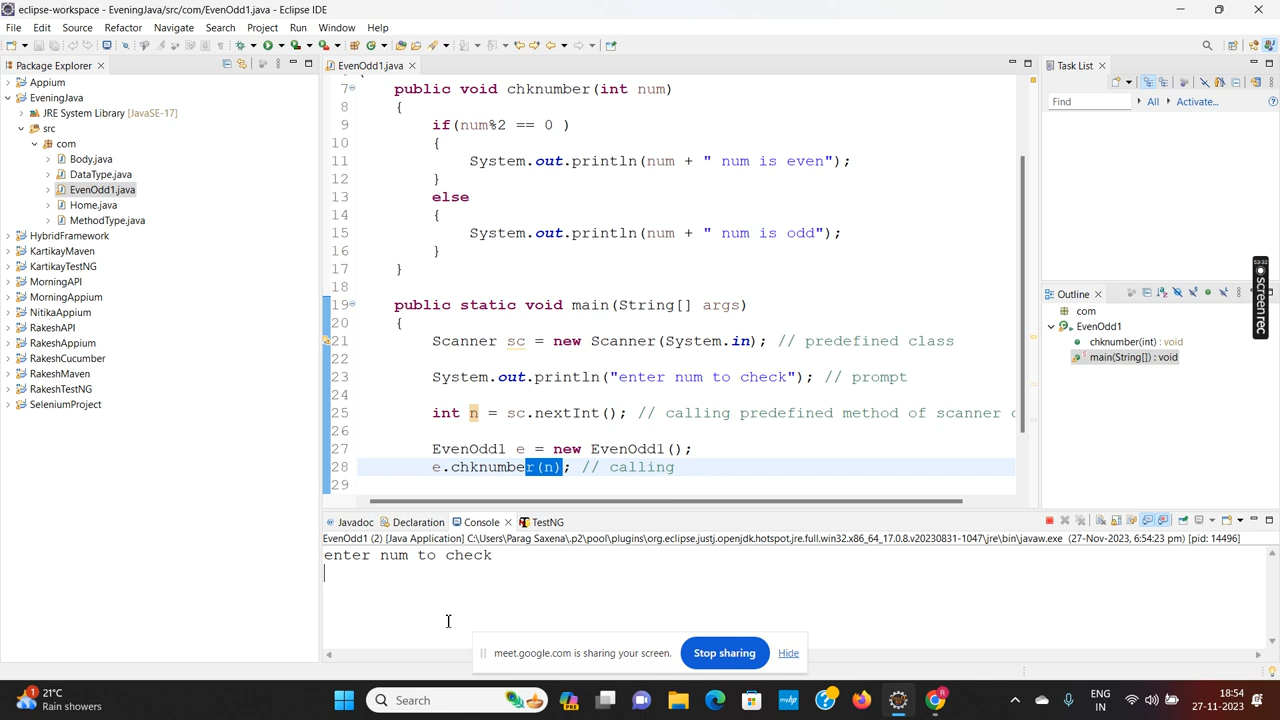 eclipse-workspace - EveningJava/src/com/EvenOdd1.java - Eclipse IDE
File Edit Source Refactor Navigate Search Project Run Window Help
Package Explorer
EvenOdd1.java
Task List
Appium
EveningJava
JRE System Library [JavaSE-17]
src
com
Body.java
DataType.java
EvenOdd1.java
Home.java
MethodType.java
HybridFramework
KartikayMaven
KartikayTestNG
MorningAPI
MorningAppium
NitikaAppium
RakeshAPI
RakeshAppium
RakeshCucumber
RakeshMaven
RakeshTestNG
SeleniumProject
7 public void chknumber(int num)
8 {
9 if(num%2 == 0 )
10 {
11 System.out.println(num + " num is even");
12 }
13 else
14 {
15 System.out.println(num + " num is odd");
16 }
17 }
18
19 public static void main(String[] args)
20 {
21 Scanner sc = new Scanner(System.in); // predefined class
22
23 System.out.println("enter num to check"); // prompt
24
25 int n = sc.nextInt(); // calling predefined method of scanner
26
27 EvenOdd1 e = new EvenOdd1();
28 e.chknumber(n); // calling
29
Find
All
Activate...
53:32
screenrec
Outline
com
EvenOdd1
chknumber(int) : void
main(String[]) : void
Javadoc Declaration Console TestNG
EvenOdd1 (2) [Java Application] C:\Users\Parag Saxena\.p2\pool\plugins\org.eclipse.justj.openjdk.hotspot.jre.full.win32.x86_64_17.0.8.v20230831-1047\jre\bin\javaw.exe (27-Nov-2023, 6:54:23 pm) [pid: 14496]
enter num to check
meet.google.com is sharing your screen.
Stop sharing
Hide
1
21°C
Rain showers
Search
PRE
ENG
IN
18:54
27-11-2023